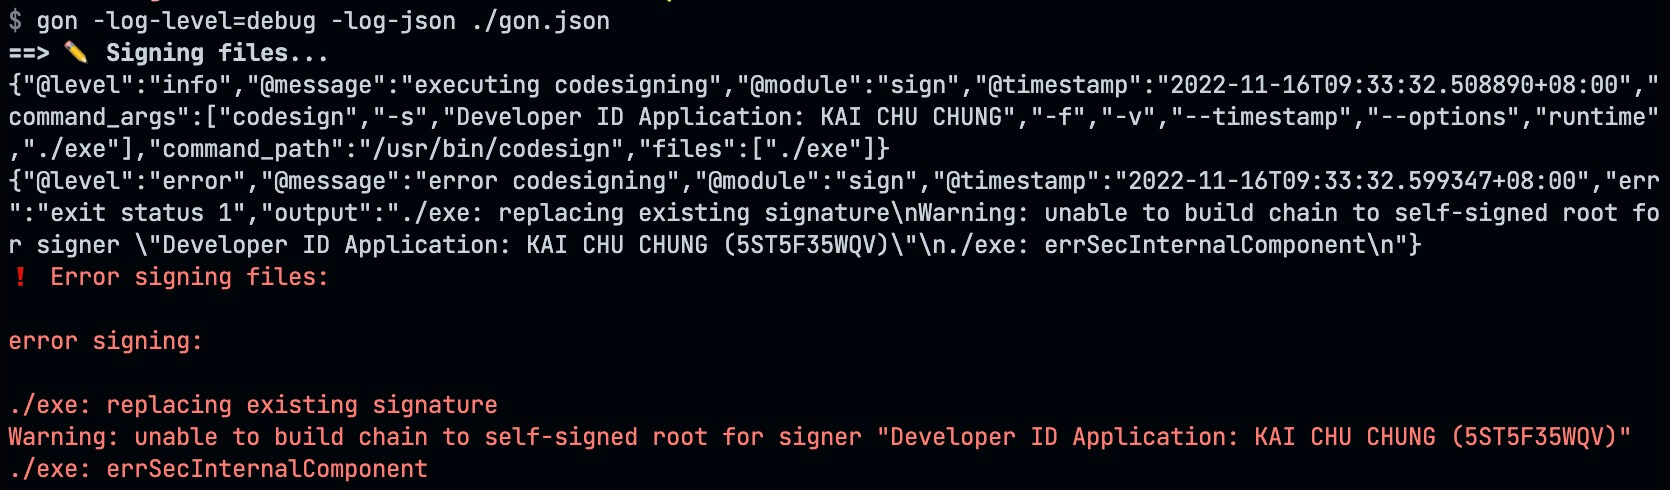 $ gon -log-level=debug -log-json ./gon.json
==> ✏️ Signing files...
{"@level":"info","@message":"executing codesigning","@module":"sign","@timestamp":"2022-11-16T09:33:32.508890+08:00","
command_args":["codesign","-s","Developer ID Application: KAI CHU CHUNG","-f","-v","--timestamp","--options","runtime"
,"./exe"],"command_path":"/usr/bin/codesign","files":["./exe"]}
{"@level":"error","@message":"error codesigning","@module":"sign","@timestamp":"2022-11-16T09:33:32.599347+08:00","err
":"exit status 1","output":"./exe: replacing existing signature\nWarning: unable to build chain to self-signed root fo
r signer \"Developer ID Application: KAI CHU CHUNG (5ST5F35WQV)\"\n./exe: errSecInternalComponent\n"}
❗️ Error signing files:
error signing:
./exe: replacing existing signature
Warning: unable to build chain to self-signed root for signer "Developer ID Application: KAI CHU CHUNG (5ST5F35WQV)"
./exe: errSecInternalComponent